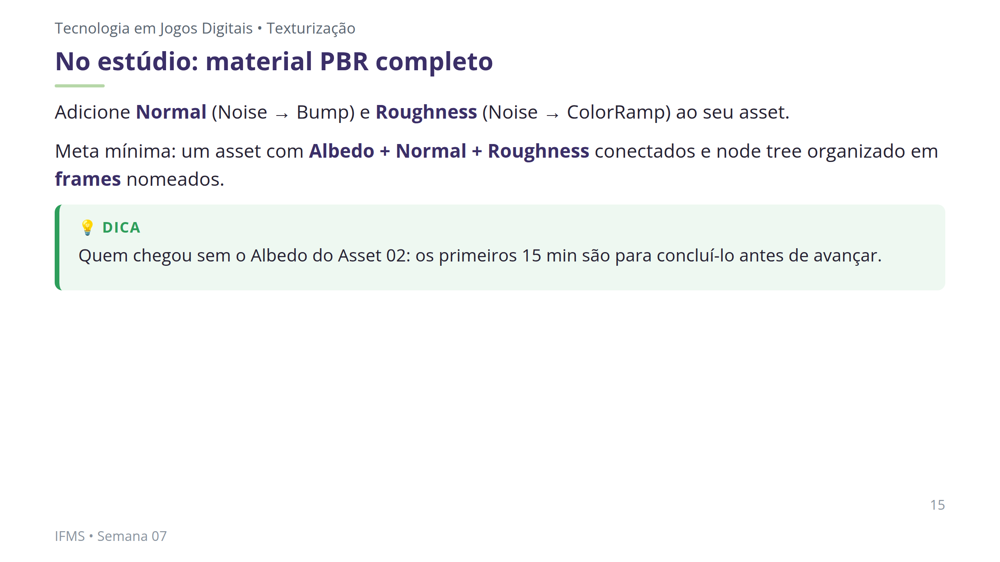 Tecnologia em Jogos Digitais • Texturização
No estúdio: material PBR completo
Adicione Normal (Noise → Bump) e Roughness (Noise → ColorRamp) ao seu asset.
Meta mínima: um asset com Albedo + Normal + Roughness conectados e node tree organizado em
frames nomeados.
💡 DICA
Quem chegou sem o Albedo do Asset 02: os primeiros 15 min são para concluí-lo antes de avançar.
15
IFMS • Semana 07